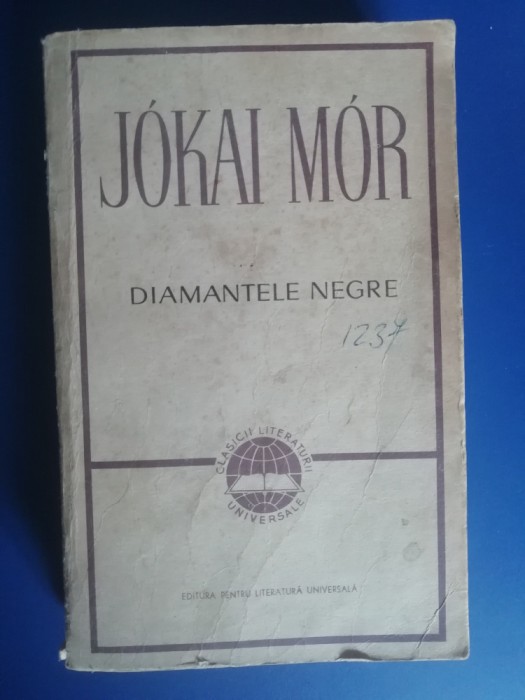 JÓKAI MÓR
DIAMANTELE NEGRE
1237
CLASICII LITERATURII
UNIVERSALE
EDITURA PENTRU LITERATURĂ UNIVERSALĂ